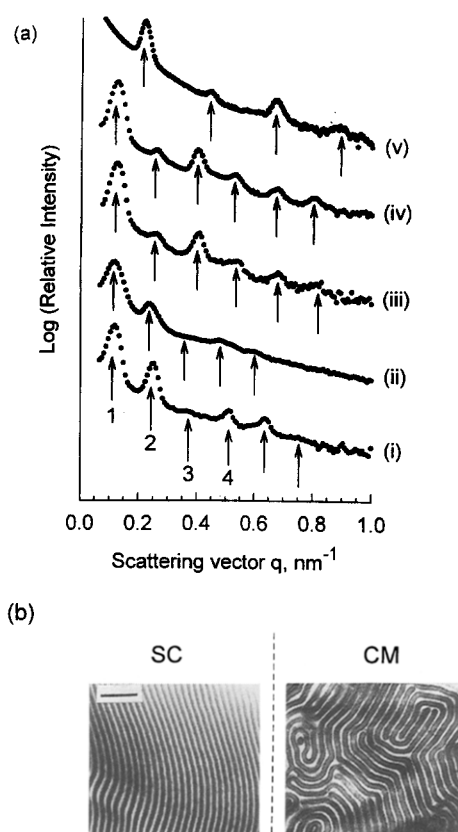 (a)
Log (Relative Intensity)
(v)
(iv)
(iii)
(ii)
(i)
1
2
3
4
0.0 0.2 0.4 0.6 0.8 1.0
Scattering vector q, nm-1
(b)
SC CM